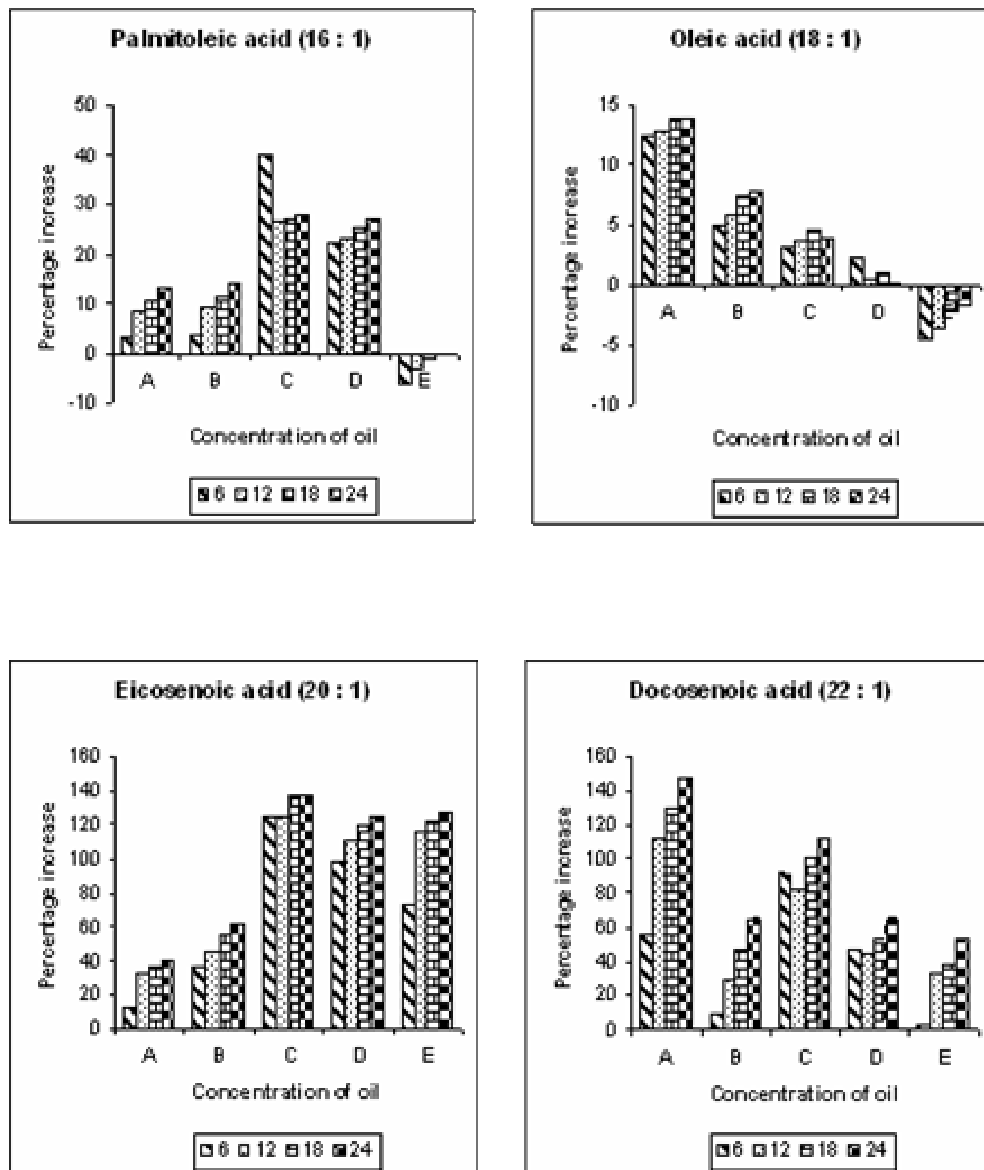 Palmitoleic acid (16 : 1)
Percentage increase
50
40
30
20
10
0
-10
A B C D E
Concentration of oil
6 12 18 24
Oleic acid (18 : 1)
Percentage increase
15
10
5
0
-5
-10
A B C D E
Concentration of oil
6 12 18 24
Eicosenoic acid (20 : 1)
Percentage increase
160
140
120
100
80
60
40
20
0
A B C D E
Concentration of oil
6 12 18 24
Docosenoic acid (22 : 1)
Percentage increase
160
140
120
100
80
60
40
20
0
A B C D E
Concentration of oil
6 12 18 24